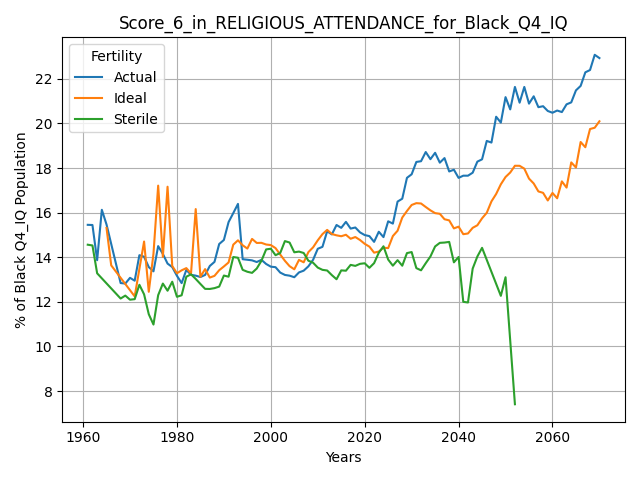 Score_6_in_RELIGIOUS_ATTENDANCE_for_Black_Q4_IQ
Fertility
Actual
Ideal
Sterile
% of Black Q4_IQ Population
22
20
18
16
14
12
10
8
1960 1980 2000 2020 2040 2060
Years